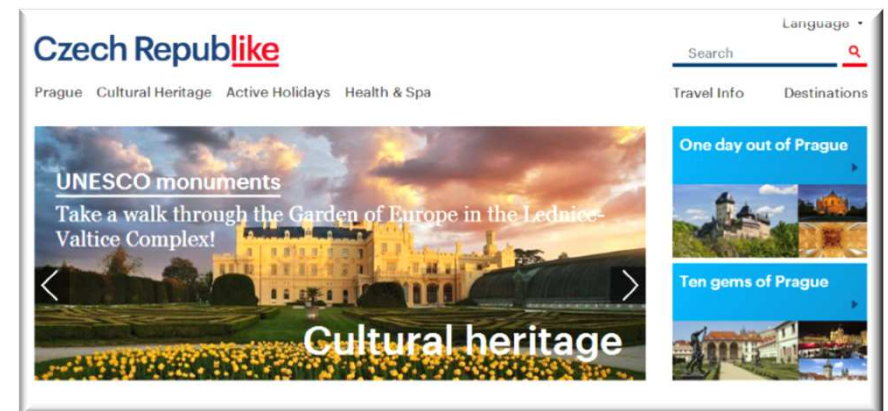 Language
Czech Republike
Search
Prague Cultural Heritage Active Holidays Health & Spa
Travel Info Destinations
UNESCO monuments
Take a walk through the Garden of Europe in the Lednice-
Valtice Complex!
Cultural heritage
One day out of Prague
Ten gems of Prague